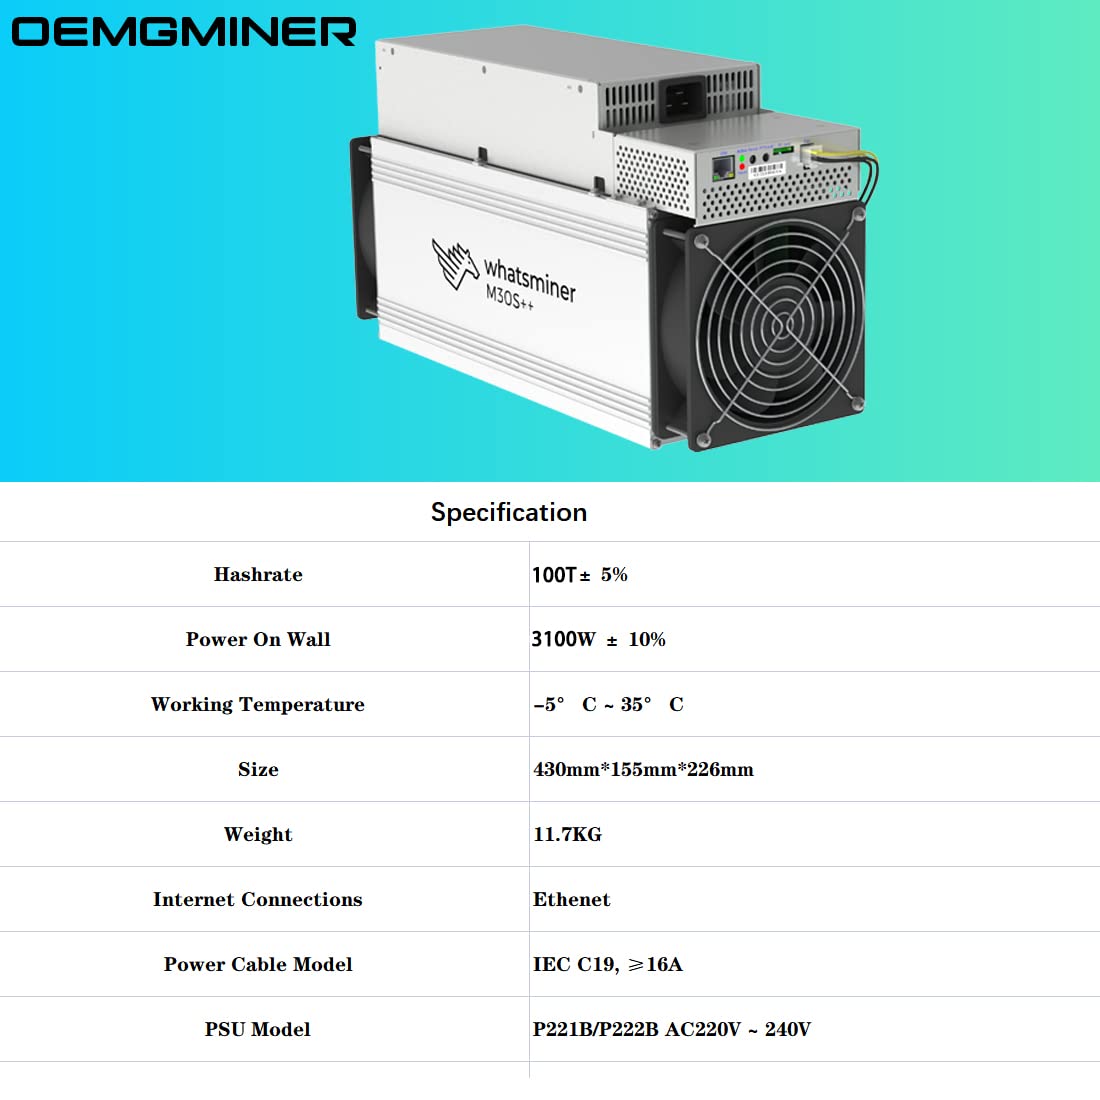 OEMGMINER
whatsminer
M30S++
Specification
Hashrate
100T± 5%
Power On Wall
3100W ± 10%
Working Temperature
-5° C ~ 35° C
Size
430mm*155mm*226mm
Weight
11.7KG
Internet Connections
Ethenet
Power Cable Model
IEC C19, ≥16A
PSU Model
P221B/P222B AC220V ~ 240V